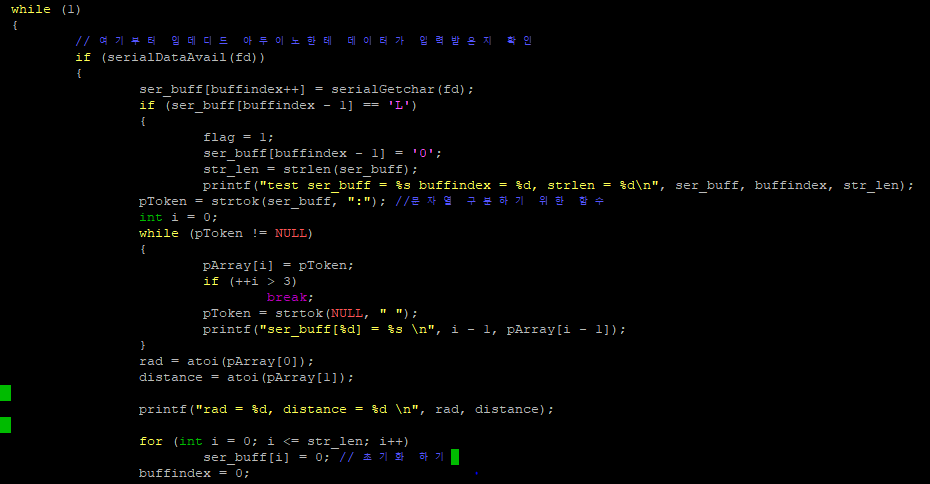 while (1)
{
// 여기부터 임데디드 아두이노한테 데이터가 입력받은지 확인
if (serialDataAvail(fd))
{
ser_buff[buffindex++] = serialGetchar(fd);
if (ser_buff[buffindex - 1] == 'L')
{
flag = 1;
ser_buff[buffindex - 1] = '0';
str_len = strlen(ser_buff);
printf("test ser_buff = %s buffindex = %d, strlen = %d\n", ser_buff, buffindex, str_len);
pToken = strtok(ser_buff, ":"); //문자열 구분하기 위한 함수
int i = 0;
while (pToken != NULL)
{
pArray[i] = pToken;
if (++i > 3)
break;
pToken = strtok(NULL, " ");
printf("ser_buff[%d] = %s \n", i - 1, pArray[i - 1]);
}
rad = atoi(pArray[0]);
distance = atoi(pArray[1]);
printf("rad = %d, distance = %d \n", rad, distance);
for (int i = 0; i <= str_len; i++)
ser_buff[i] = 0; // 초기화 하기
buffindex = 0;